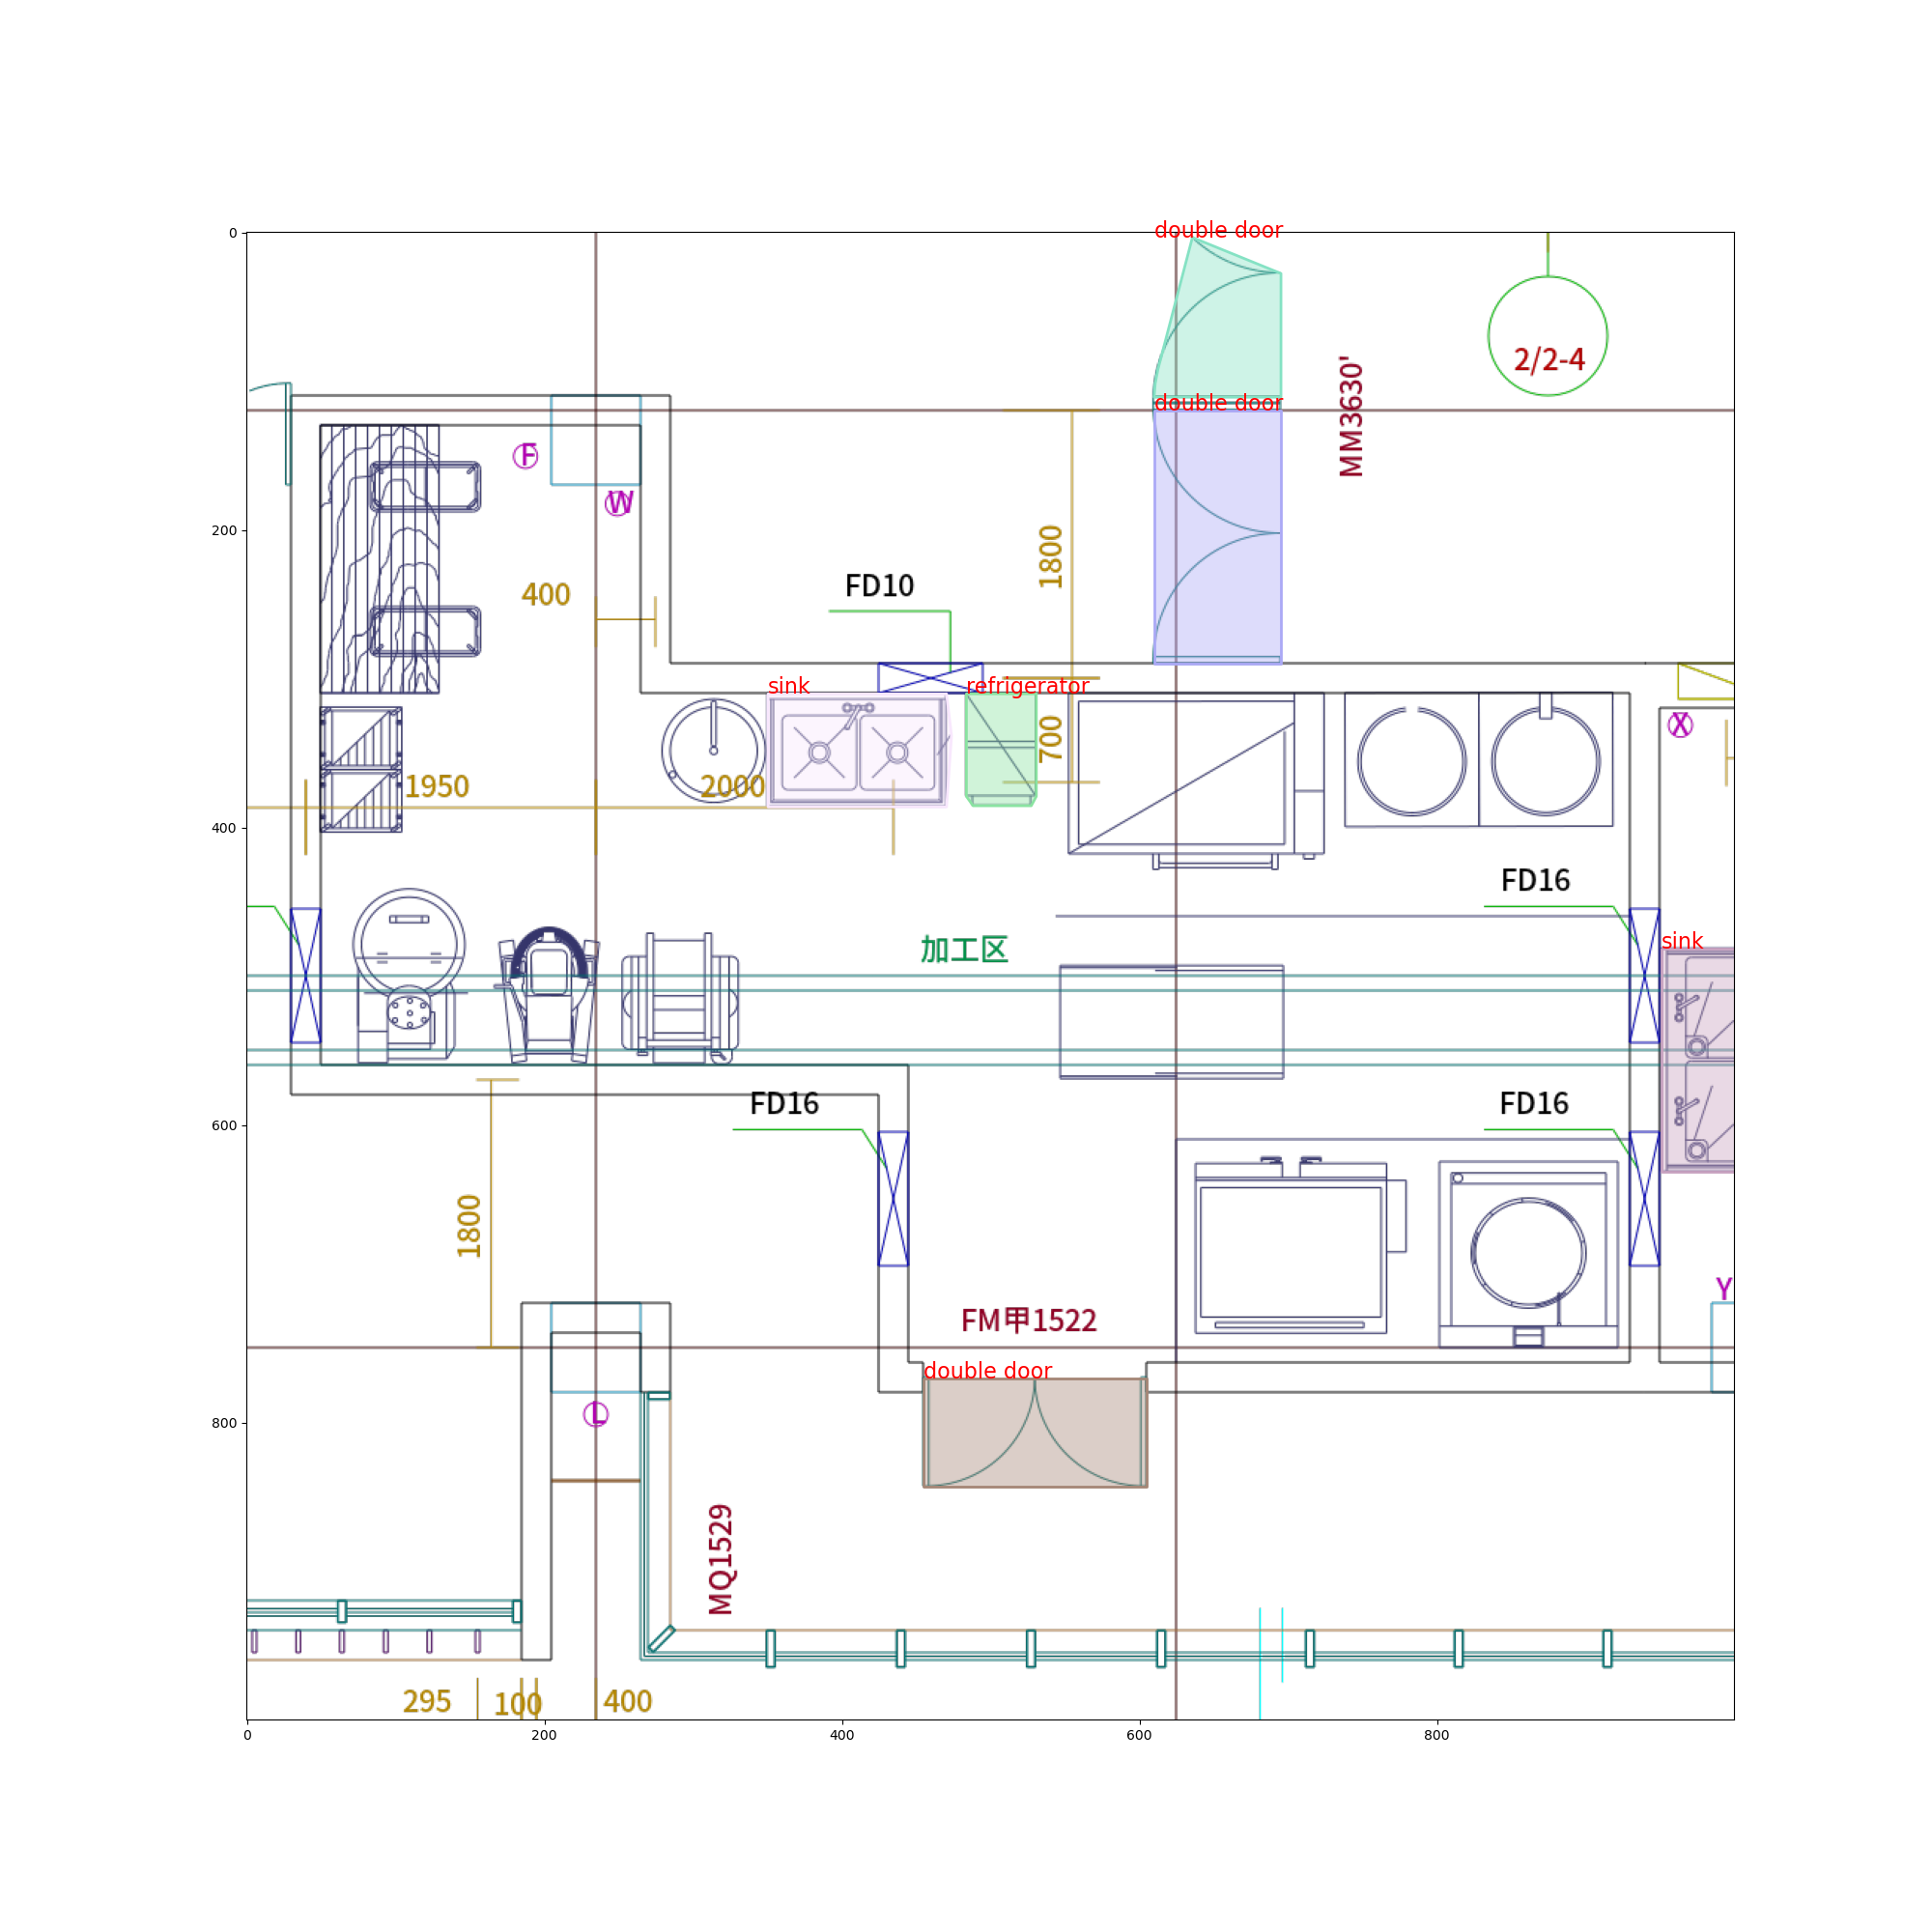 double door
0
2/2-4
MM3630'
double door
F
W
200
1800
FD10
400
sink
refrigerator
X
700
1950
2000
400
FD16
加工区
sink
FD16
FD16
600
1800
Y
FM甲1522
double door
L
800
MQ1529
295
100
400
0
200
400
600
800